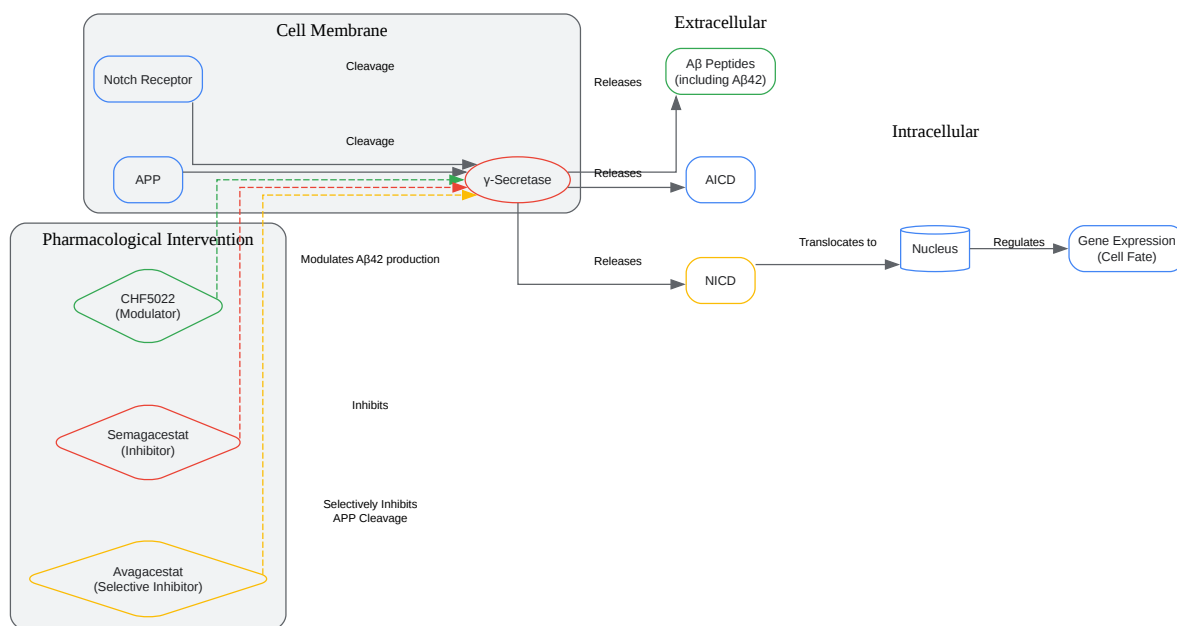 Cell Membrane
Extracellular
Cleavage
Notch Receptor
Releases
Aβ Peptides
(including Aβ42)
Intracellular
Cleavage
APP
γ-Secretase
Releases
AICD
Pharmacological Intervention
Modulates Aβ42 production
Releases
NICD
Translocates to
Nucleus
Regulates
Gene Expression
(Cell Fate)
CHF5022
(Modulator)
Inhibits
Semagacestat
(Inhibitor)
Selectively Inhibits
APP Cleavage
Avagacestat
(Selective Inhibitor)